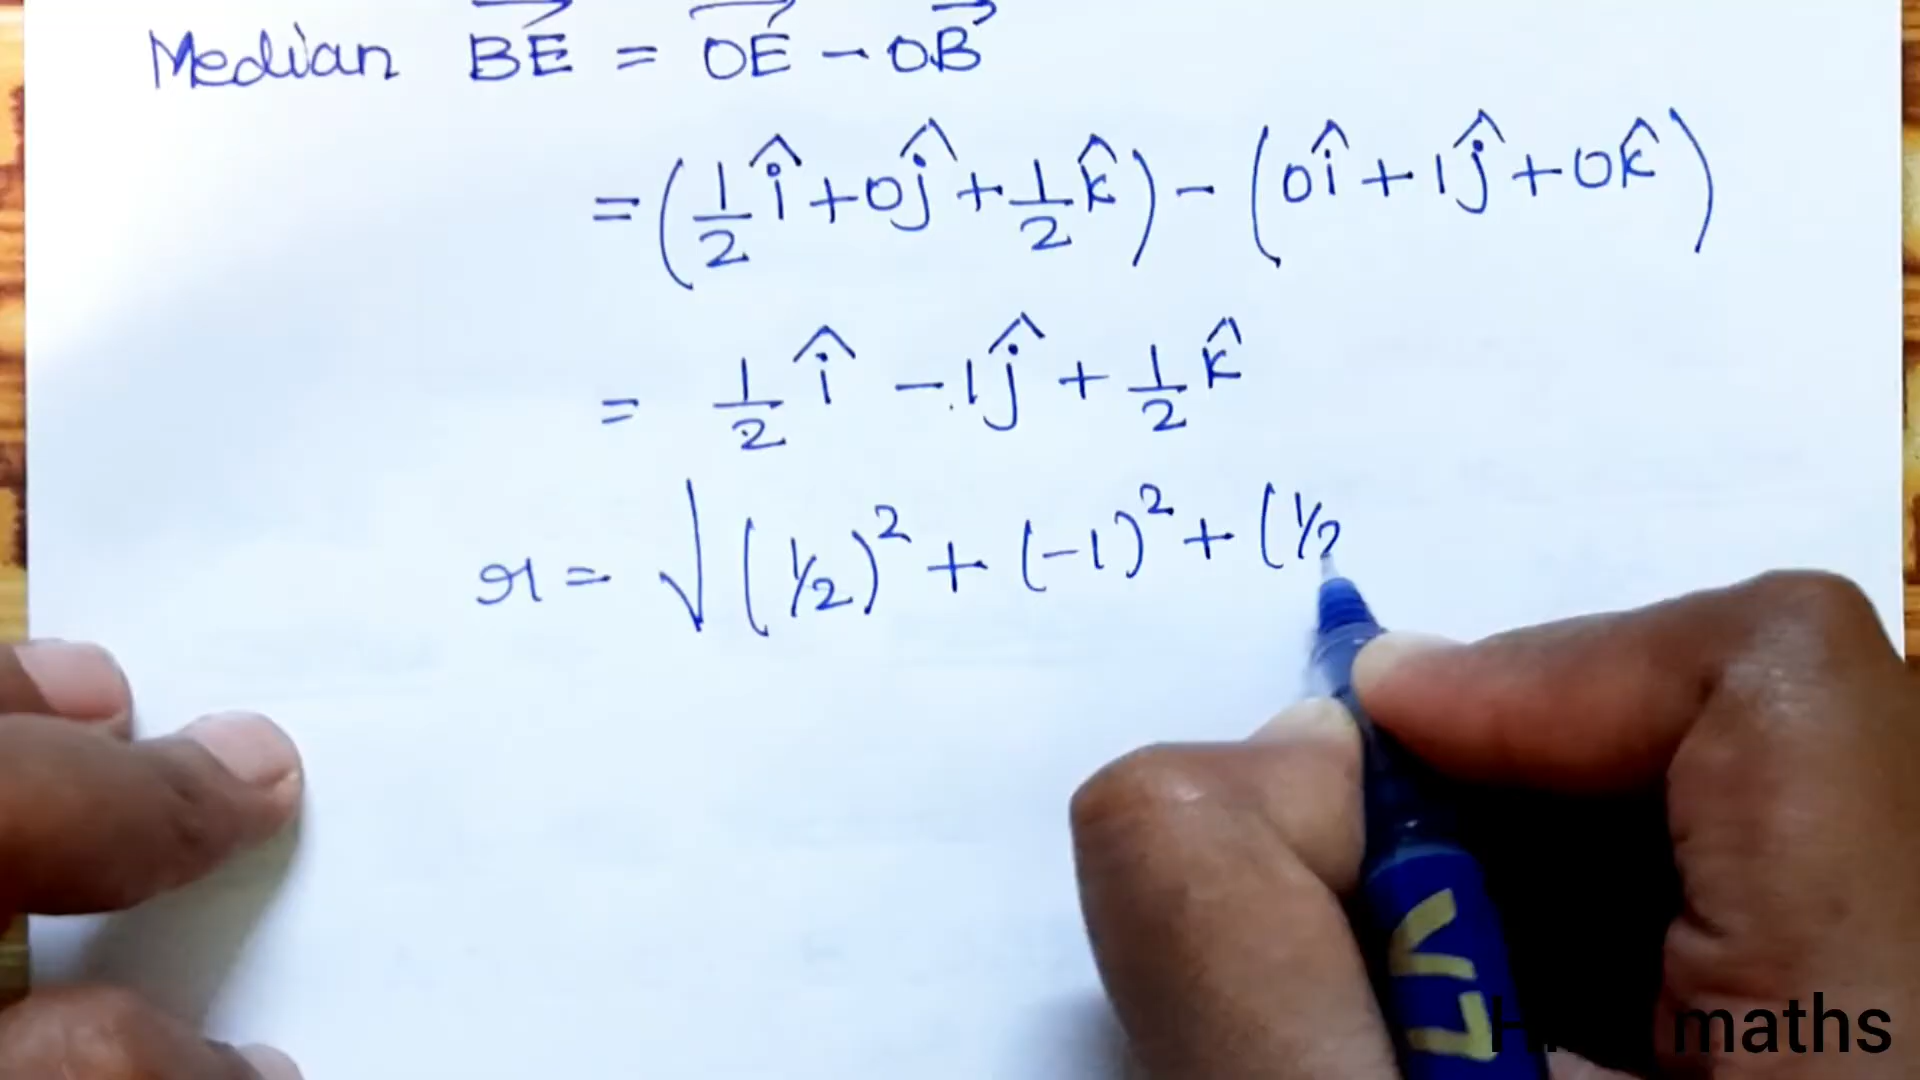 Median BE⃗ = OE⃗ - OB⃗
= (1/2 î + 0ĵ + 1/2 k̂) - (0î + 1ĵ + 0k̂)
= 1/2 î - 1ĵ + 1/2 k̂
r = √(1/2)² + (-1)² + (1/2
V7
maths